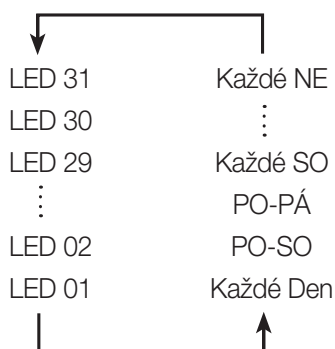 LED 31
LED 30
LED 29
LED 02
LED 01
Každé NE
Každé SO
PO-PÁ
PO-SO
Každé Den